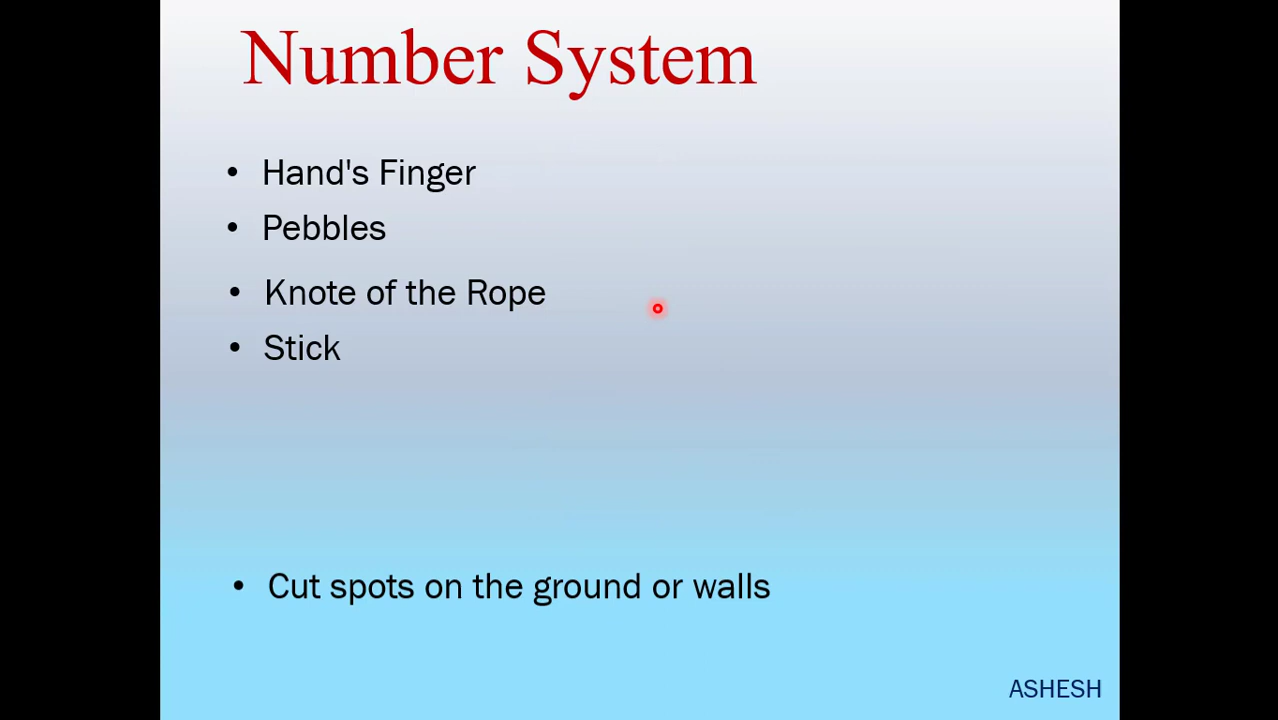 Number System
• Hand's Finger
• Pebbles
• Knote of the Rope
• Stick
• Cut spots on the ground or walls
ASHESH